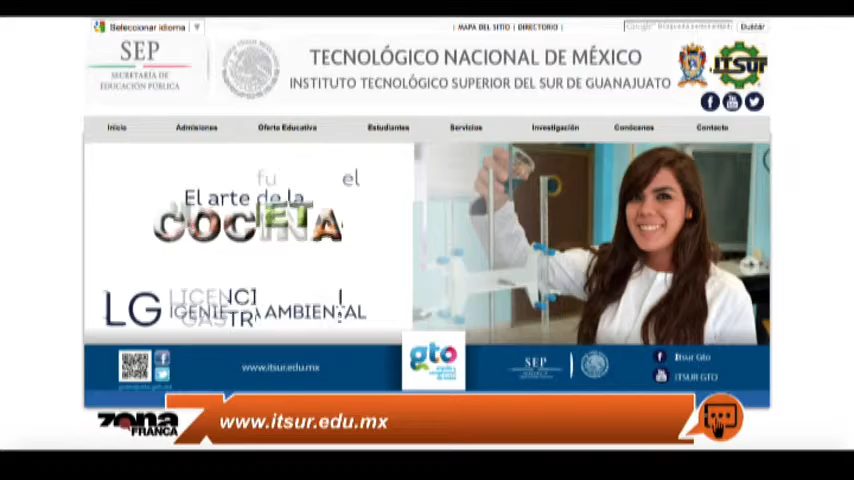 Seleccionar idioma ▼
| MAPA DEL SITIO | DIRECTORIO |
Buscar
SEP
SECRETARÍA DE
EDUCACIÓN PÚBLICA
TECNOLÓGICO NACIONAL DE MÉXICO
INSTITUTO TECNOLÓGICO SUPERIOR DEL SUR DE GUANAJUATO
ITSUR
Inicio Admisiones Oferta Educativa Estudiantes Servicios Investigación Conócenos Contacto
fu el
El arte de la
COCINA
LG
AMBIENTAL
www.itsur.edu.mx
gto
SEP
Itsur Gto
ITSUR GTO
ZONA
FRANCA
www.itsur.edu.mx